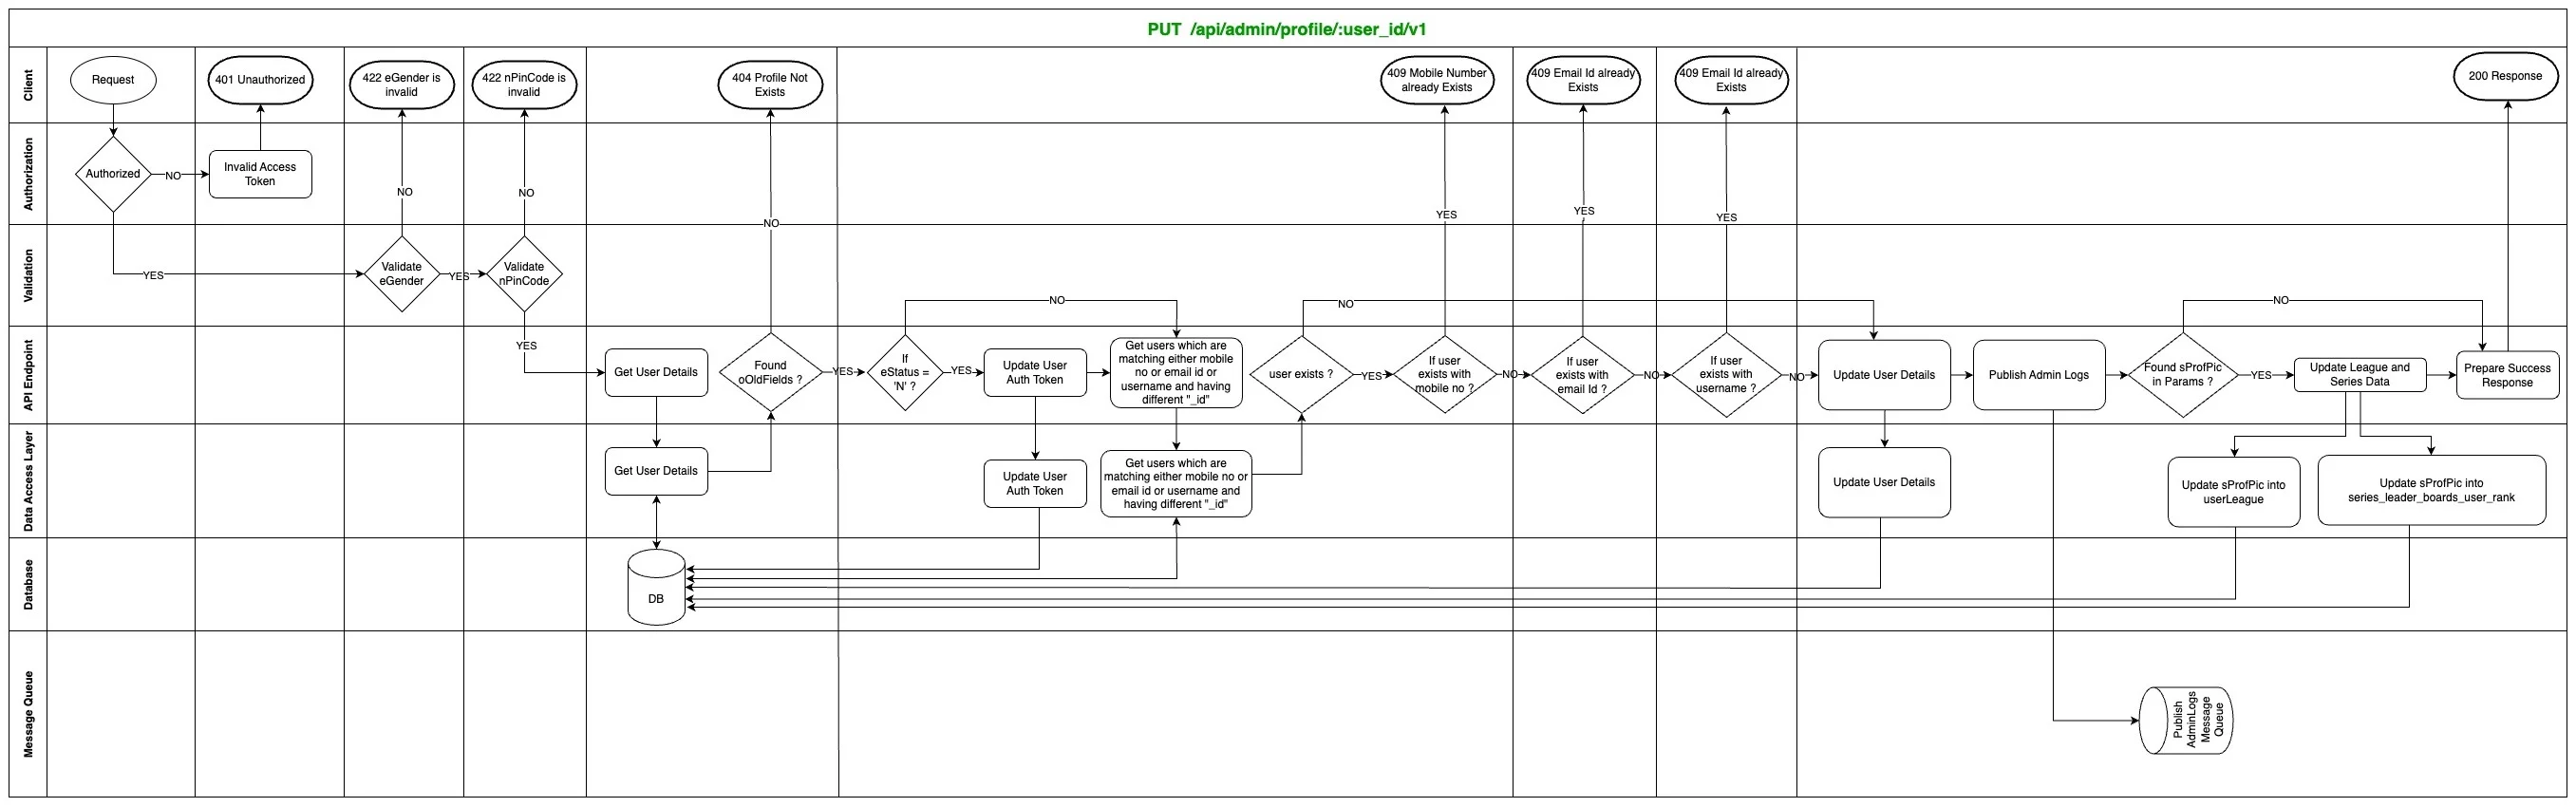 PUT /api/admin/profile/:user_id/v1
Client
Request
401 Unauthorized
422 eGender is
invalid
422 nPinCode is
invalid
404 Profile Not
Exists
409 Mobile Number
already Exists
409 Email Id already
Exists
409 Email Id already
Exists
200 Response
Authorization
Authorized
NO
Invalid Access
Token
NO
NO
NO
YES
YES
YES
Validation
YES
Validate
eGender
YES
Validate
nPinCode
NO
NO
NO
API Endpoint
YES
Get User Details
Found
oOldFields ?
YES
If
eStatus =
'N' ?
YES
Update User
Auth Token
Get users which are
matching either mobile
no or email id or
username and having
different "_id"
user exists ?
YES
If user
exists with
mobile no ?
NO
If user
exists with
email Id ?
NO
If user
exists with
username ?
NO
Update User Details
Publish Admin Logs
Found sProfPic
in Params ?
YES
Update League and
Series Data
Prepare Success
Response
Data Access Layer
Get User Details
Update User
Auth Token
Get users which are
matching either mobile no or
email id or username and
having different "_id"
Update User Details
Update sProfPic into
userLeague
Update sProfPic into
series_leader_boards_user_rank
Database
DB
Message Queue
Publish
AdminLogs
Message
Queue